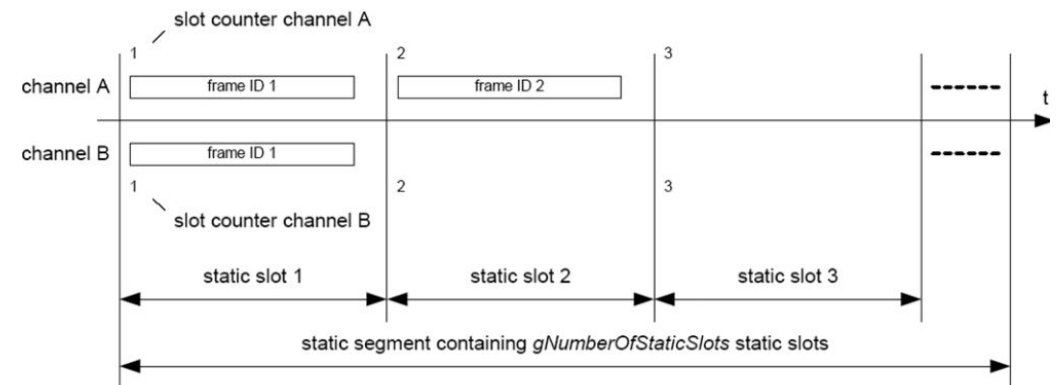 slot counter channel A
1 2 3
channel A frame ID 1 frame ID 2
t
channel B frame ID 1
1 2 3
slot counter channel B
static slot 1 static slot 2 static slot 3
static segment containing gNumberOfStaticSlots static slots